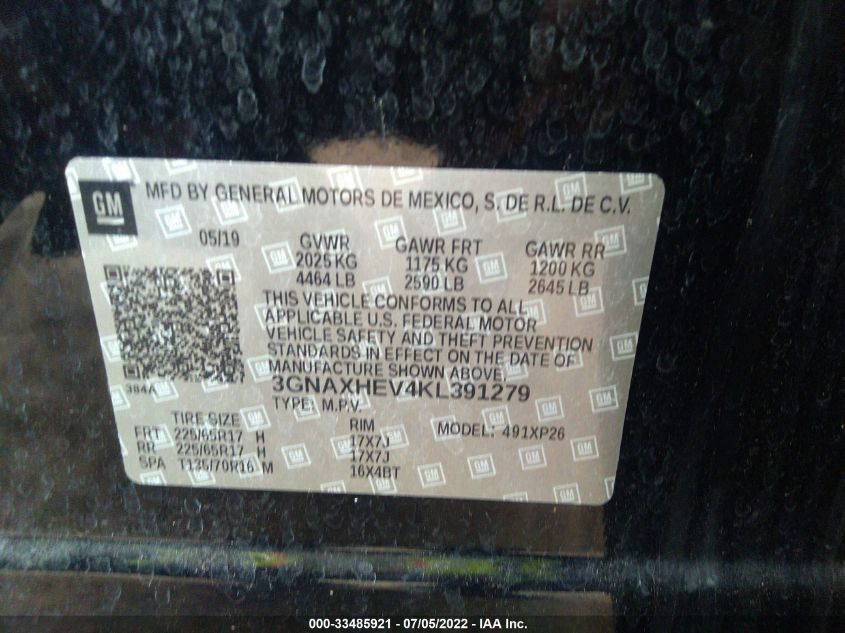 GM MFD BY GENERAL MOTORS DE MEXICO, S. DE R.L. DE C.V.
05/19 GVWR GAWR FRT GAWR RR
2025 KG 1175 KG 1200 KG
4464 LB 2590 LB 2645 LB
THIS VEHICLE CONFORMS TO ALL
APPLICABLE U.S. FEDERAL MOTOR
VEHICLE SAFETY AND THEFT PREVENTION
STANDARDS IN EFFECT ON THE DATE OF
MANUFACTURE SHOWN ABOVE
384A 3GNAXHEV4KL391279
TYPE: M.P.V.
TIRE SIZE RIM MODEL: 491XP26
FRT 225/65R17 H 17X7J
RR 225/65R17 H 17X7J
SPA T135/70R16 M 16X4BT
000-33485921 - 07/05/2022 - IAA Inc.